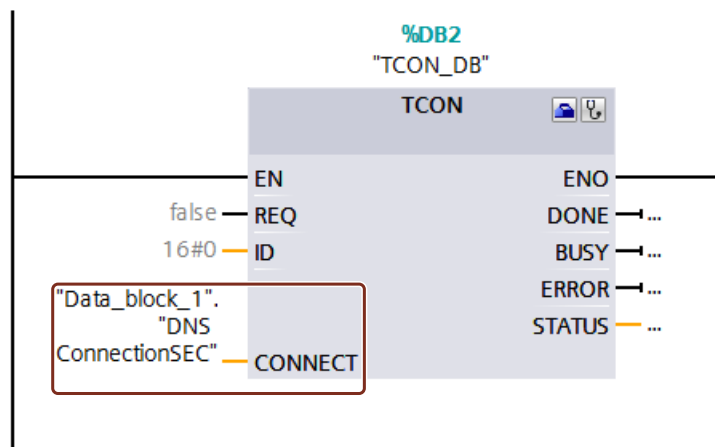 %DB2
"TCON_DB"
TCON
EN ENO
false REQ DONE ...
16#0 ID BUSY ...
ERROR ...
"Data_block_1".
"DNS STATUS ...
ConnectionSEC" CONNECT